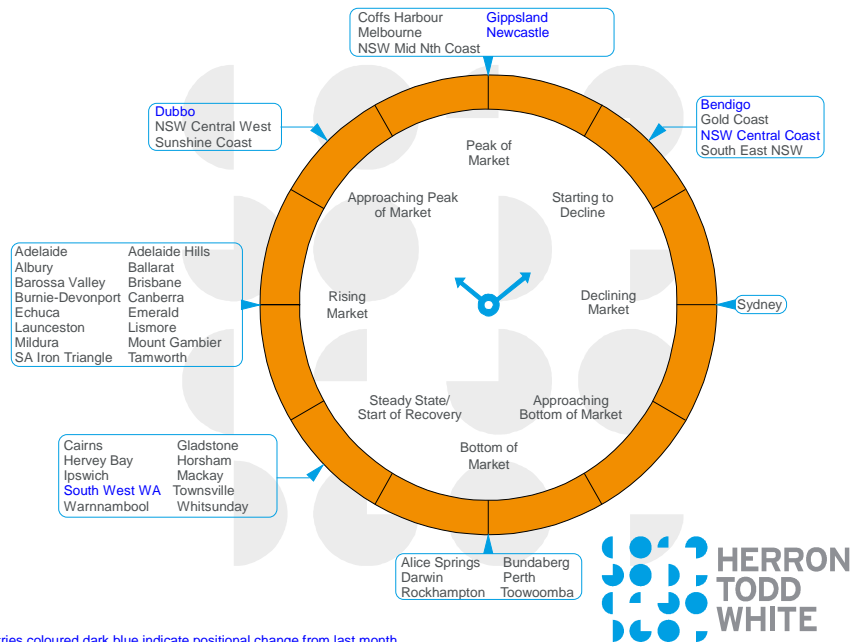 Coffs Harbour Gippsland
Melbourne Newcastle
NSW Mid Nth Coast
Dubbo
NSW Central West
Sunshine Coast
Bendigo
Gold Coast
NSW Central Coast
South East NSW
Peak of
Market
Approaching Peak
of Market
Starting to
Decline
Adelaide Adelaide Hills
Albury Ballarat
Barossa Valley Brisbane
Burnie-Devonport Canberra
Echuca Emerald
Launceston Lismore
Mildura Mount Gambier
SA Iron Triangle Tamworth
Rising
Market
Declining
Market
Sydney
Steady State/
Start of Recovery
Approaching
Bottom of Market
Bottom of
Market
Cairns Gladstone
Hervey Bay Horsham
Ipswich Mackay
South West WA Townsville
Warnnambool Whitsunday
Alice Springs Bundaberg
Darwin Perth
Rockhampton Toowoomba
HERRON
TODD
WHITE
coloured dark blue indicate positional change from last month